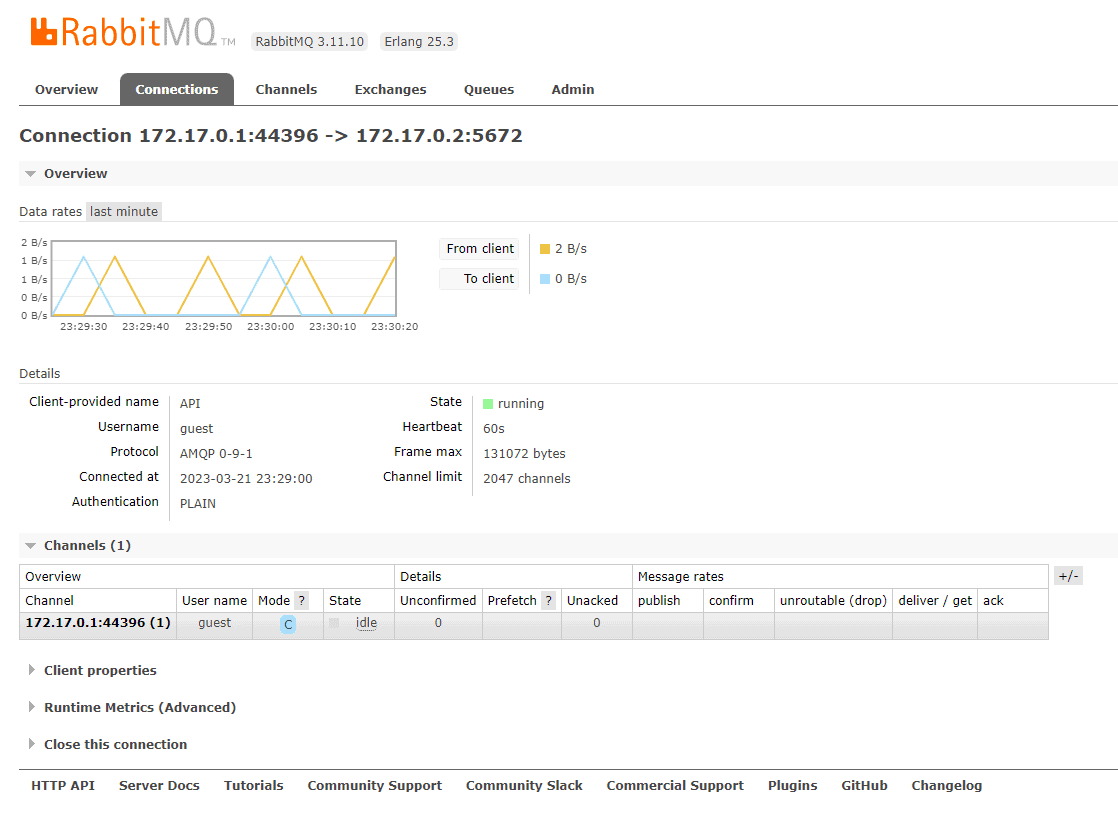 RabbitMQ TM RabbitMQ 3.11.10 Erlang 25.3
Overview Connections Channels Exchanges Queues Admin
Connection 172.17.0.1:44396 -> 172.17.0.2:5672
Overview
Data rates last minute
2 B/s
1 B/s
1 B/s
0 B/s
0 B/s
23:29:30 23:29:40 23:29:50 23:30:00 23:30:10 23:30:20
From client 2 B/s
To client 0 B/s
Details
Client-provided name API
Username guest
Protocol AMQP 0-9-1
Connected at 2023-03-21 23:29:00
Authentication PLAIN
State running
Heartbeat 60s
Frame max 131072 bytes
Channel limit 2047 channels
Channels (1)
Overview Details Message rates +/-
Channel User name Mode ? State Unconfirmed Prefetch ? Unacked publish confirm unroutable (drop) deliver / get ack
172.17.0.1:44396 (1) guest C idle 0 0
Client properties
Runtime Metrics (Advanced)
Close this connection
HTTP API Server Docs Tutorials Community Support Community Slack Commercial Support Plugins GitHub Changelog